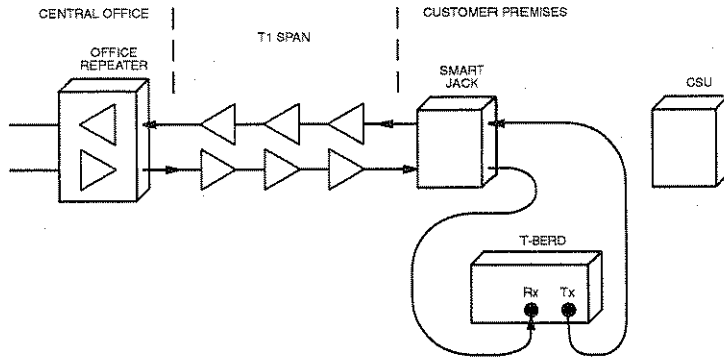 CENTRAL OFFICE
T1 SPAN
CUSTOMER PREMISES
OFFICE
REPEATER
SMART
JACK
CSU
T-BERD
Rx
Tx